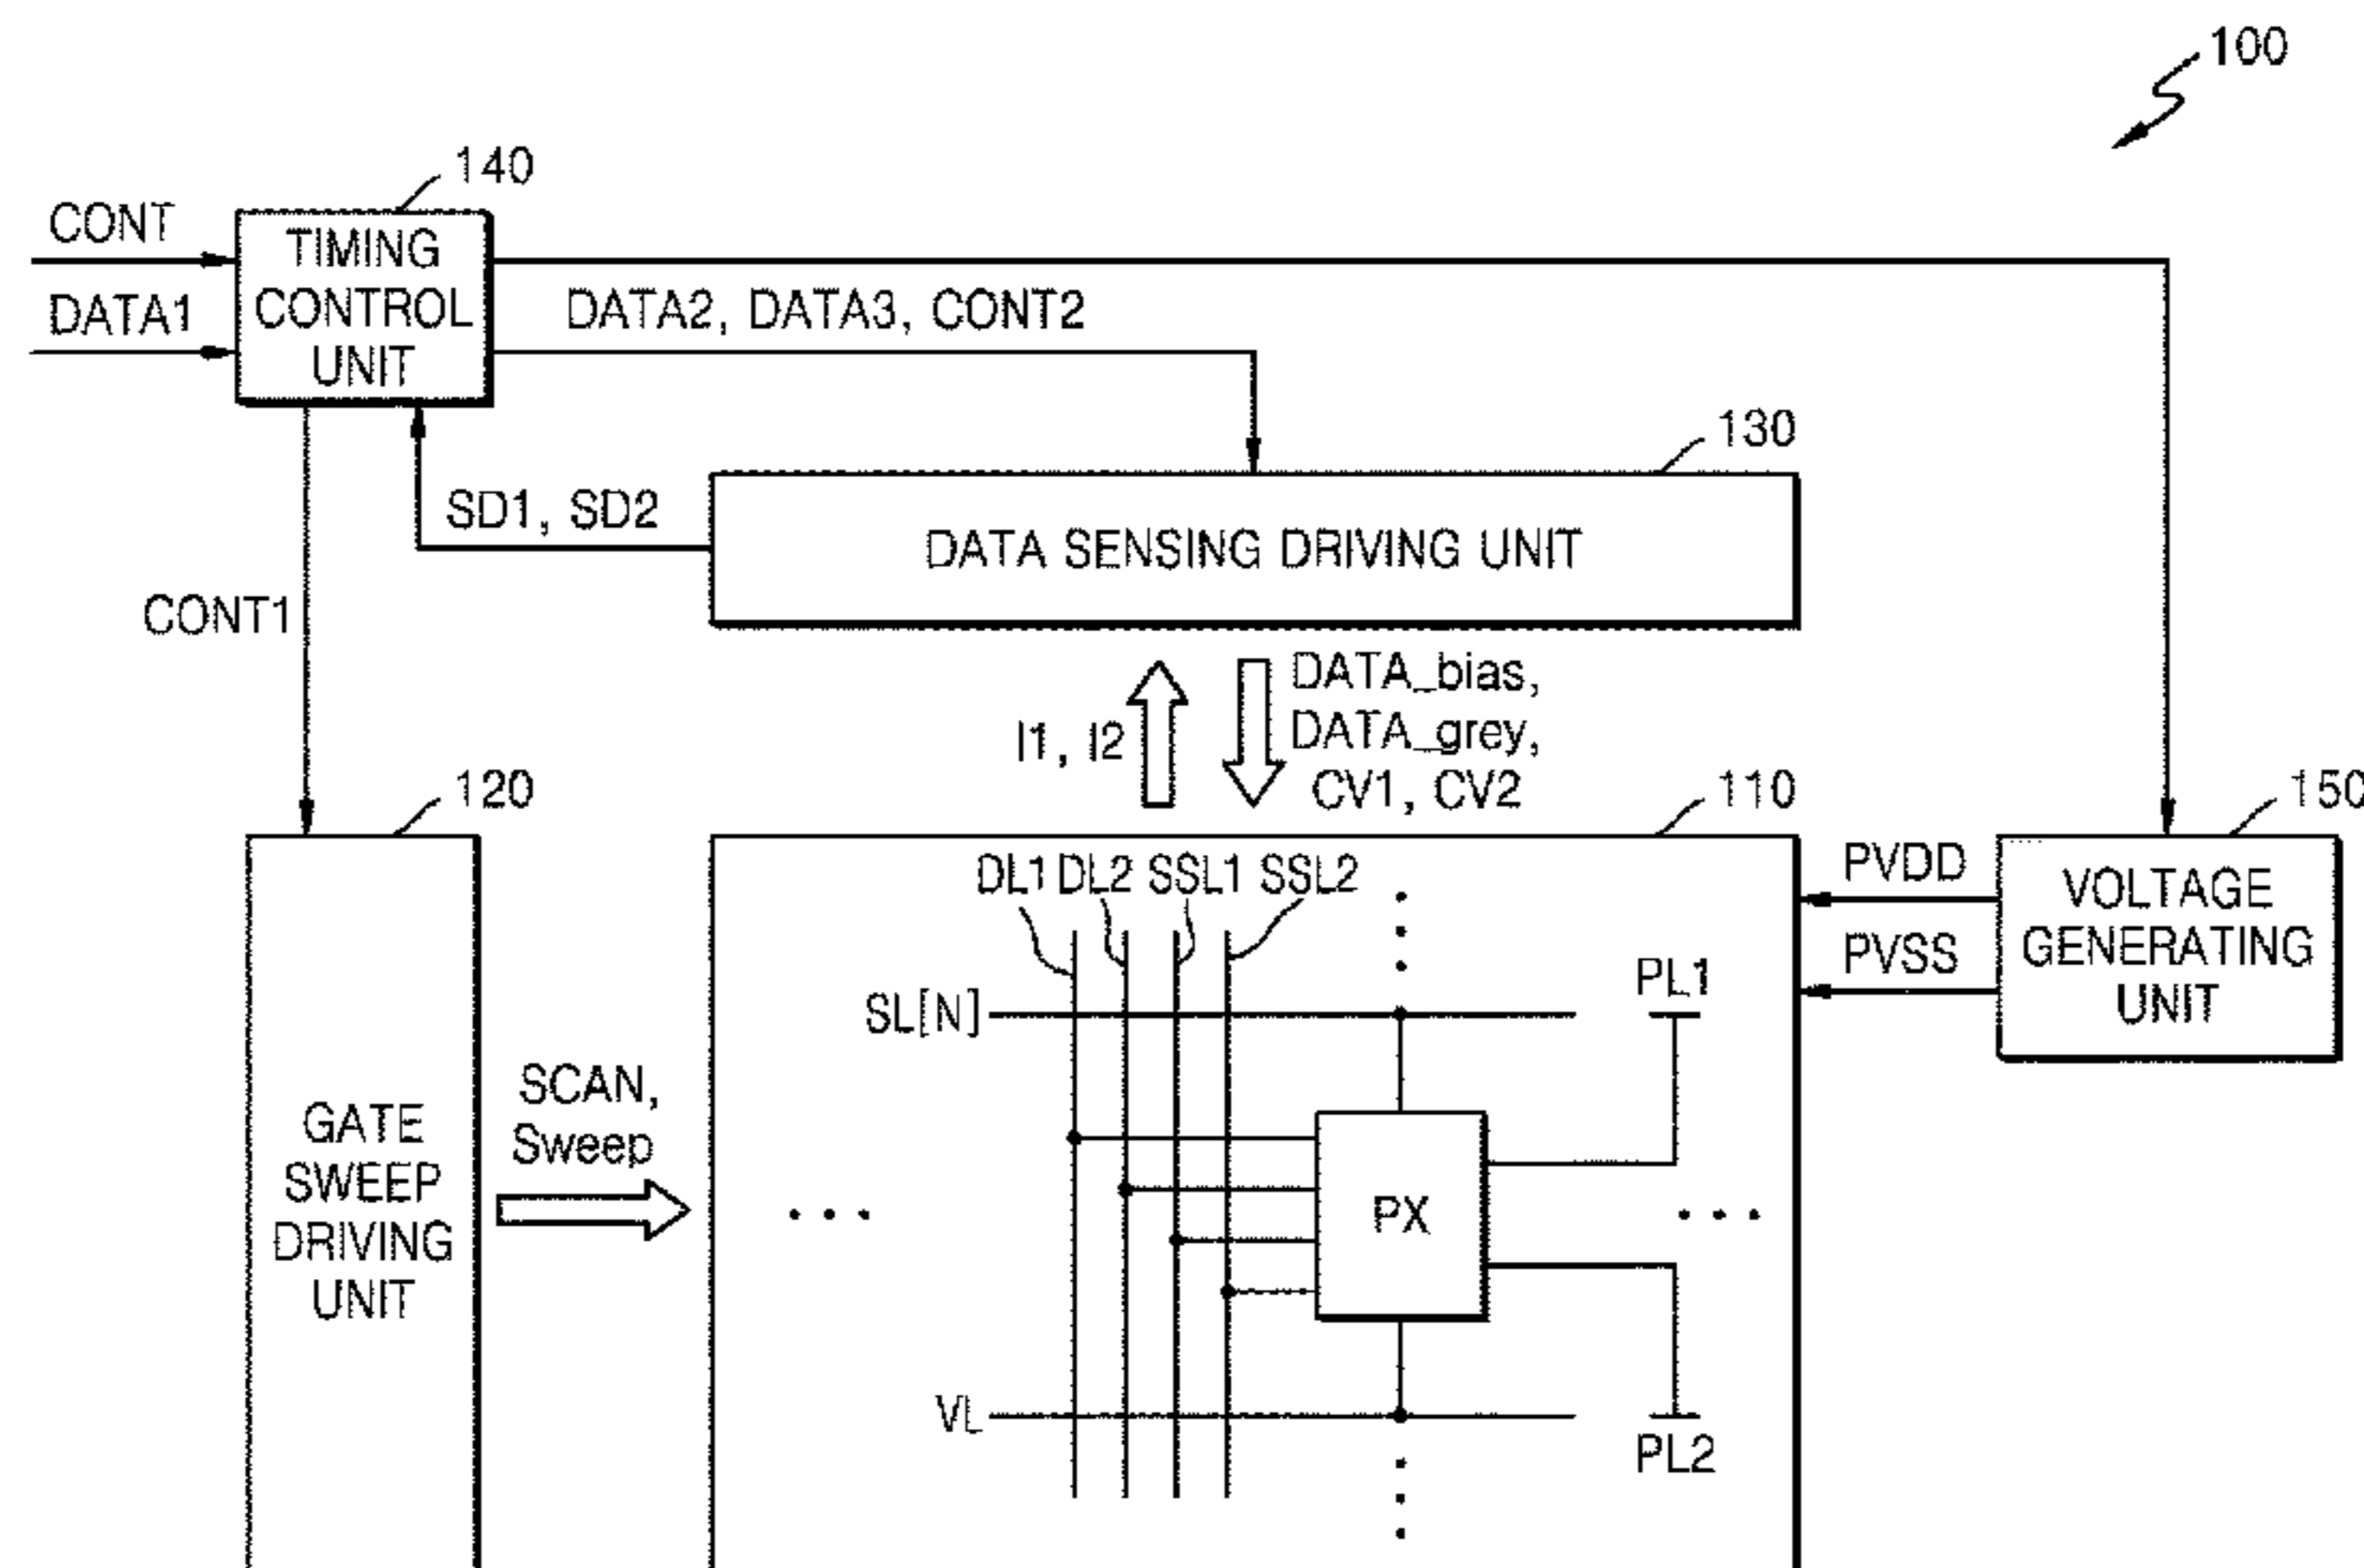 100
140
CONT
TIMING
CONTROL
UNIT
DATA1
DATA2, DATA3, CONT2
130
SD1, SD2
DATA SENSING DRIVING UNIT
CONT1
I1, I2
DATA_bias,
DATA_grey,
CV1, CV2
120
110
150
DL1 DL2 SSL1 SSL2
PVDD
PVSS
VOLTAGE
GENERATING
UNIT
SL[N]
PL1
SCAN,
Sweep
GATE
SWEEP
DRIVING
UNIT
PX
VL
PL2